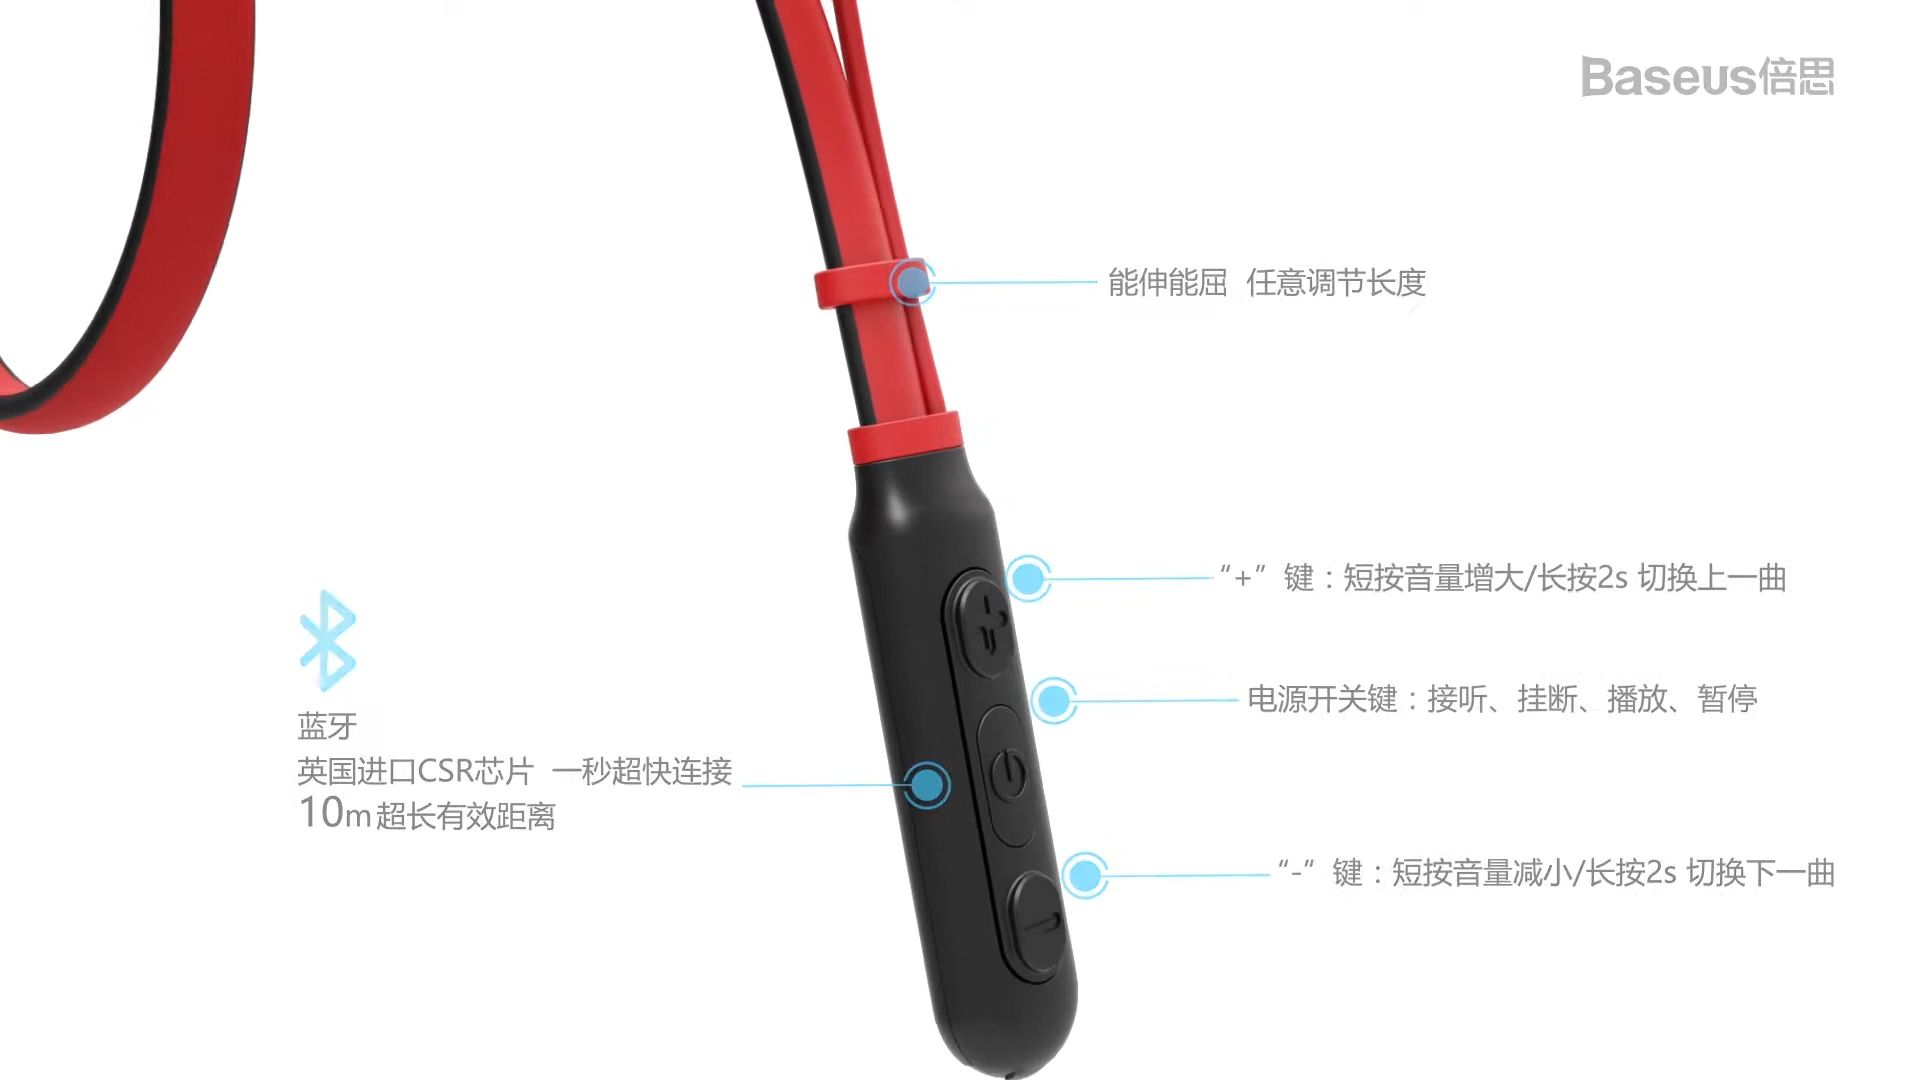 Baseus倍思
能伸能屈 任意调节长度
“+” 键：短按音量增大/长按2s 切换上一曲
电源开关键：接听、挂断、播放、暂停
蓝牙
英国进口CSR芯片 一秒超快连接
10m超长有效距离
“-” 键：短按音量减小/长按2s 切换下一曲